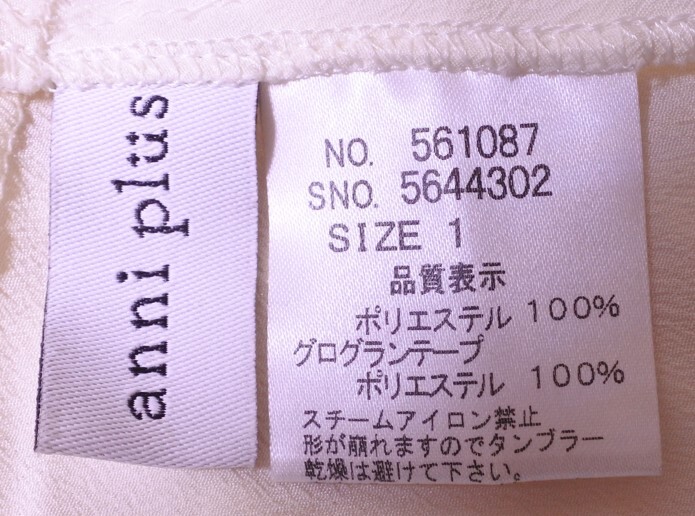 anni plus
NO. 561087
SNO. 5644302
SIZE 1
品質表示
ポリエステル 100%
グログランテープ
ポリエステル 100%
スチームアイロン禁止
形が崩れますのでタンブラー
乾燥は避けて下さい。